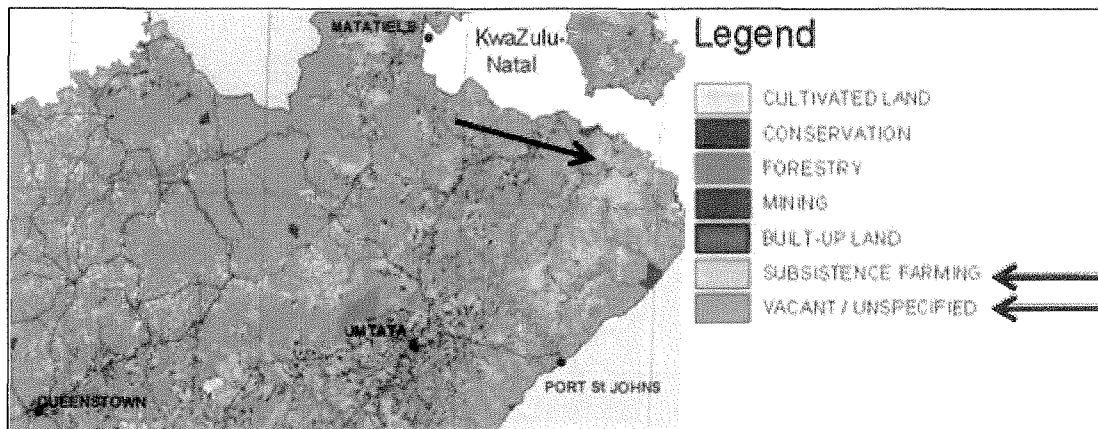 MATATIELE
KwaZulu-
Natal
UMTATA
QUEENSTOWN
PORT St JOHNS
Legend
CULTIVATED LAND
CONSERVATION
FORESTRY
MINING
BUILT-UP LAND
SUBSISTENCE FARMING
VACANT / UNSPECIFIED